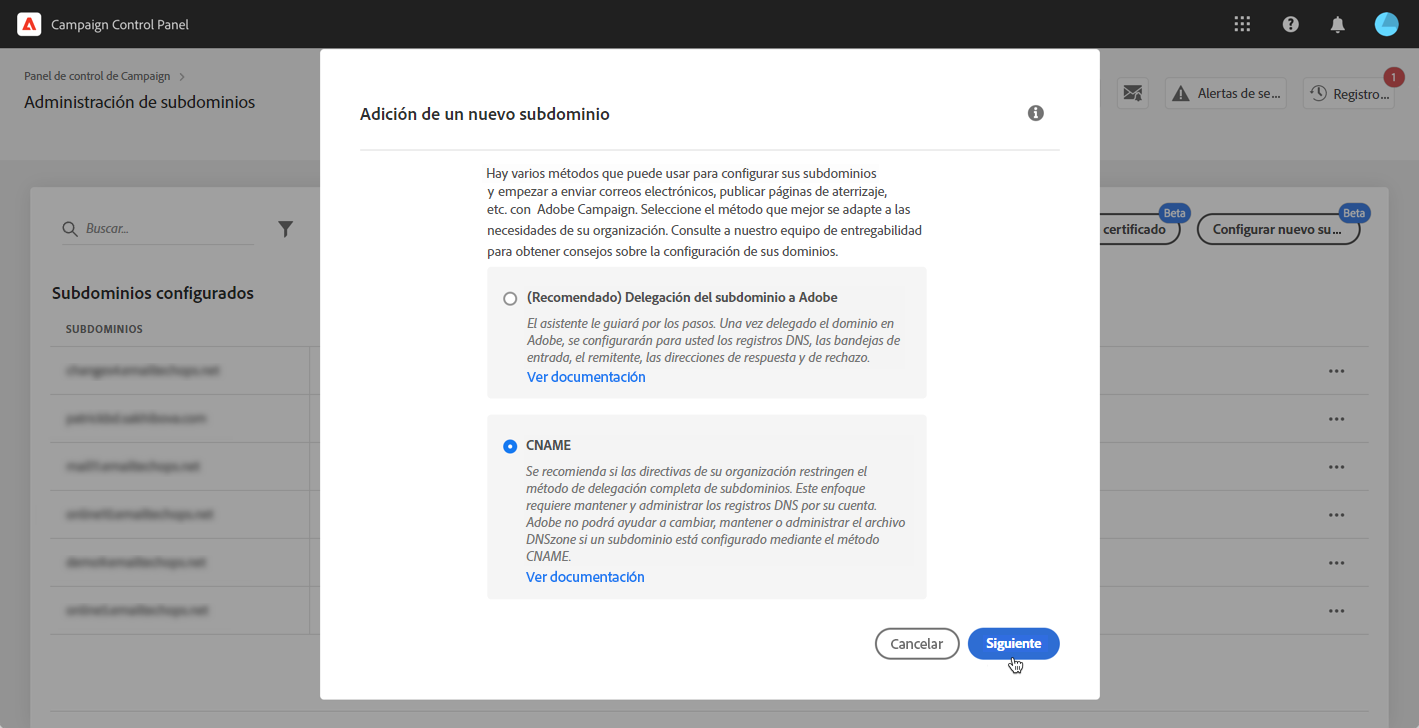 Campaign Control Panel
Panel de control de Campaign
Administración de subdominios
Alertas de se...
Registro...
1
Adición de un nuevo subdominio
Hay varios métodos que puede usar para configurar sus subdominios
y empezar a enviar correos electrónicos, publicar páginas de aterrizaje,
etc. con Adobe Campaign. Seleccione el método que mejor se adapte a las
necesidades de su organización. Consulte a nuestro equipo de entregabilidad
para obtener consejos sobre la configuración de sus dominios.
Buscar...
certificado
Beta
Configurar nuevo su...
Beta
Subdominios configurados
SUBDOMINIOS
(Recomendado) Delegación del subdominio a Adobe
El asistente le guiará por los pasos. Una vez delegado el dominio en
Adobe, se configurarán para usted los registros DNS, las bandejas de
entrada, el remitente, las direcciones de respuesta y de rechazo.
Ver documentación
CNAME
Se recomienda si las directivas de su organización restringen el
método de delegación completa de subdominios. Este enfoque
requiere mantener y administrar los registros DNS por su cuenta.
Adobe no podrá ayudar a cambiar, mantener o administrar el archivo
DNSzone si un subdominio está configurado mediante el método
CNAME.
Ver documentación
Cancelar
Siguiente